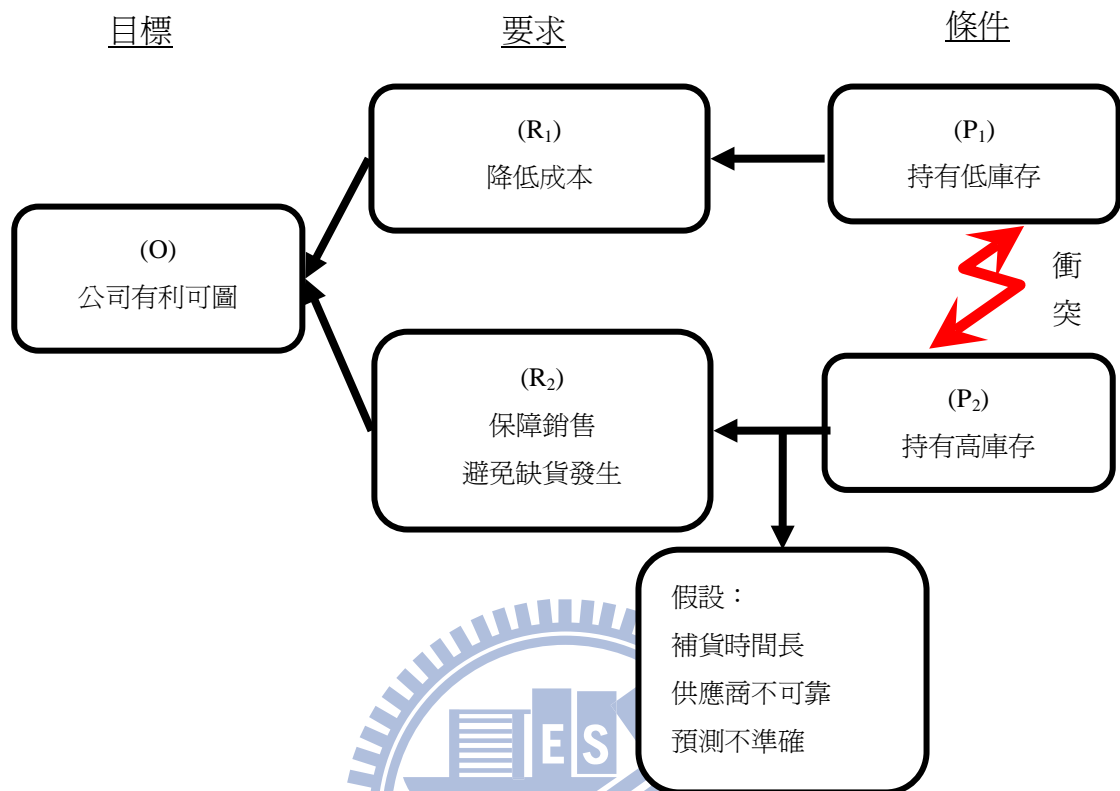 目標
要求
條件
(R₁)
降低成本
(P₁)
持有低庫存
(O)
公司有利可圖
衝
突
(R₂)
保障銷售
避免缺貨發生
(P₂)
持有高庫存
假設：
補貨時間長
供應商不可靠
預測不準確
E S